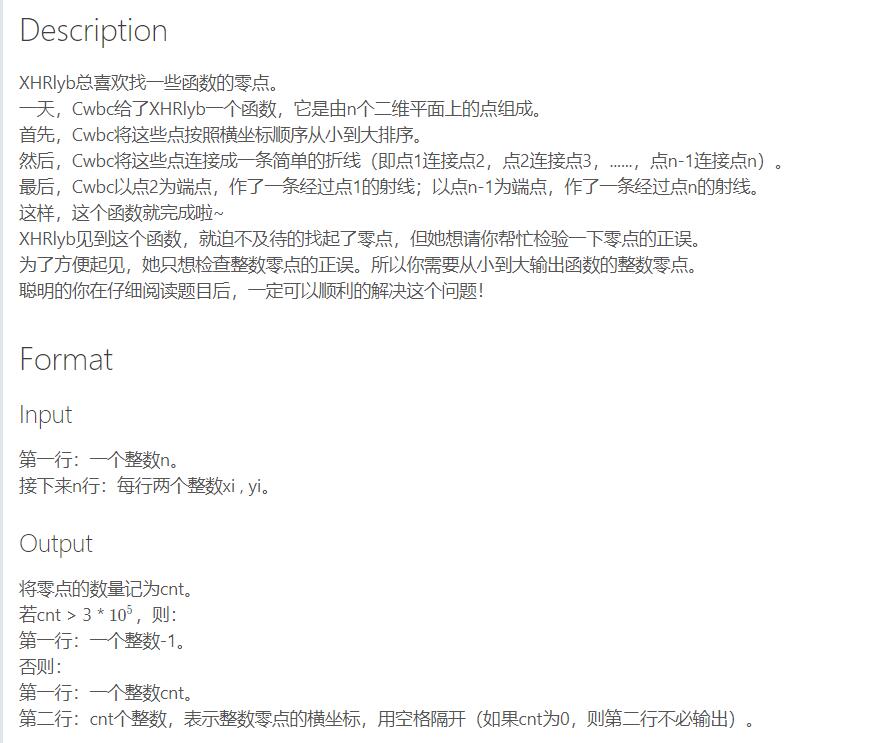 Description
XHRlyb总喜欢找一些函数的零点。
一天，Cwbc给了XHRlyb一个函数，它是由n个二维平面上的点组成。
首先，Cwbc将这些点按照横坐标顺序从小到大排序。
然后，Cwbc将这些点连接成一条简单的折线（即点1连接点2，点2连接点3，......，点n-1连接点n）。
最后，Cwbc以点2为端点，作了一条经过点1的射线；以点n-1为端点，作了一条经过点n的射线。
这样，这个函数就完成啦~
XHRlyb见到这个函数，就迫不及待的找起了零点，但她想请你帮忙检验一下零点的正误。
为了方便起见，她只想检查整数零点的正误。所以你需要从小到大输出函数的整数零点。
聪明的你在仔细阅读题目后，一定可以顺利的解决这个问题！
Format
Input
第一行：一个整数n。
接下来n行：每行两个整数xi , yi。
Output
将零点的数量记为cnt。
若cnt > 3 * 10⁵，则：
第一行：一个整数-1。
否则：
第一行：一个整数cnt。
第二行：cnt个整数，表示整数零点的横坐标，用空格隔开（如果cnt为0，则第二行不必输出）。